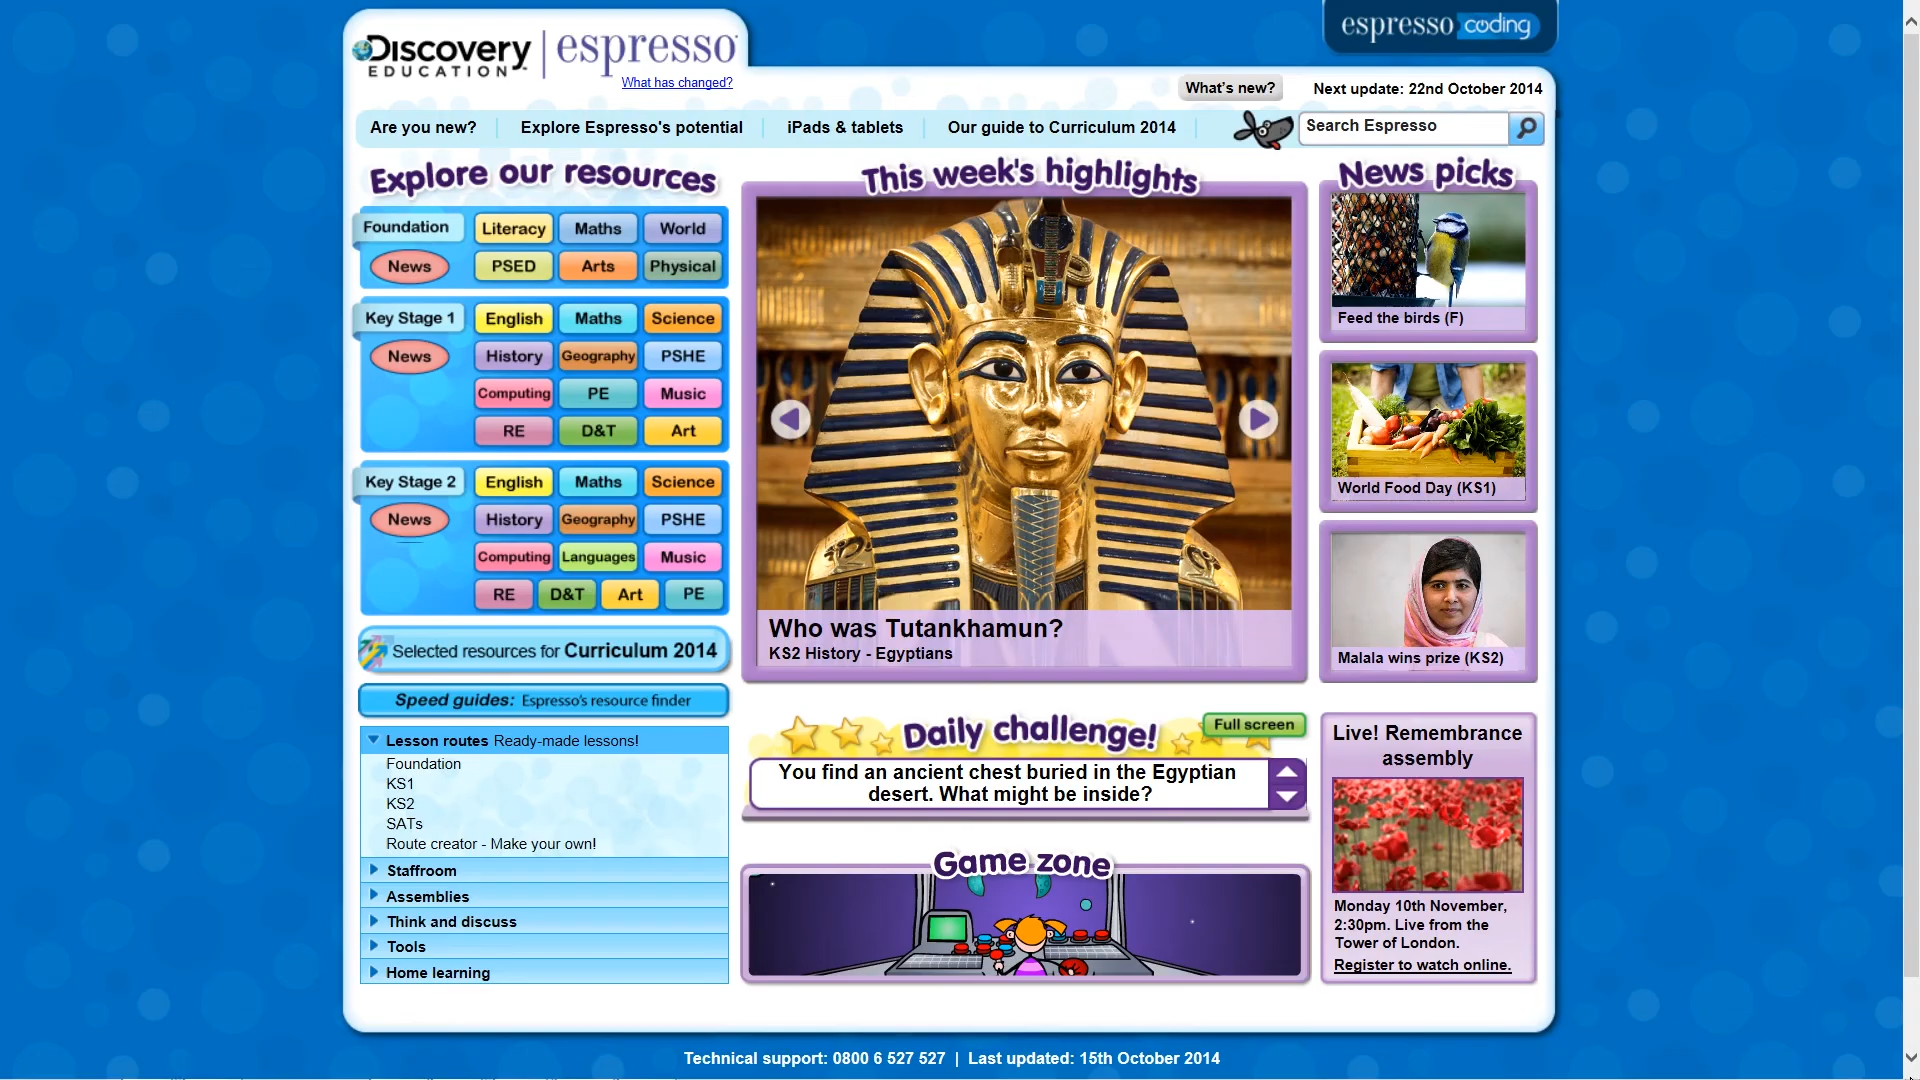 Discovery
EDUCATION
espresso
What has changed?
espresso coding
What's new?
Next update: 22nd October 2014
Are you new?
Explore Espresso's potential
iPads & tablets
Our guide to Curriculum 2014
Search Espresso
Explore our resources
Foundation
Literacy
Maths
World
News
PSED
Arts
Physical
Key Stage 1
English
Maths
Science
News
History
Geography
PSHE
Computing
PE
Music
RE
D&T
Art
Key Stage 2
English
Maths
Science
News
History
Geography
PSHE
Computing
Languages
Music
RE
D&T
Art
PE
Selected resources for Curriculum 2014
Speed guides: Espresso's resource finder
Lesson routes Ready-made lessons!
Foundation
KS1
KS2
SATs
Route creator - Make your own!
Staffroom
Assemblies
Think and discuss
Tools
Home learning
This week's highlights
Who was Tutankhamun?
KS2 History - Egyptians
Daily challenge!
Full screen
You find an ancient chest buried in the Egyptian
desert. What might be inside?
Game zone
News picks
Feed the birds (F)
World Food Day (KS1)
Malala wins prize (KS2)
Live! Remembrance
assembly
Monday 10th November,
2:30pm. Live from the
Tower of London.
Register to watch online.
Technical support: 0800 6 527 527 | Last updated: 15th October 2014